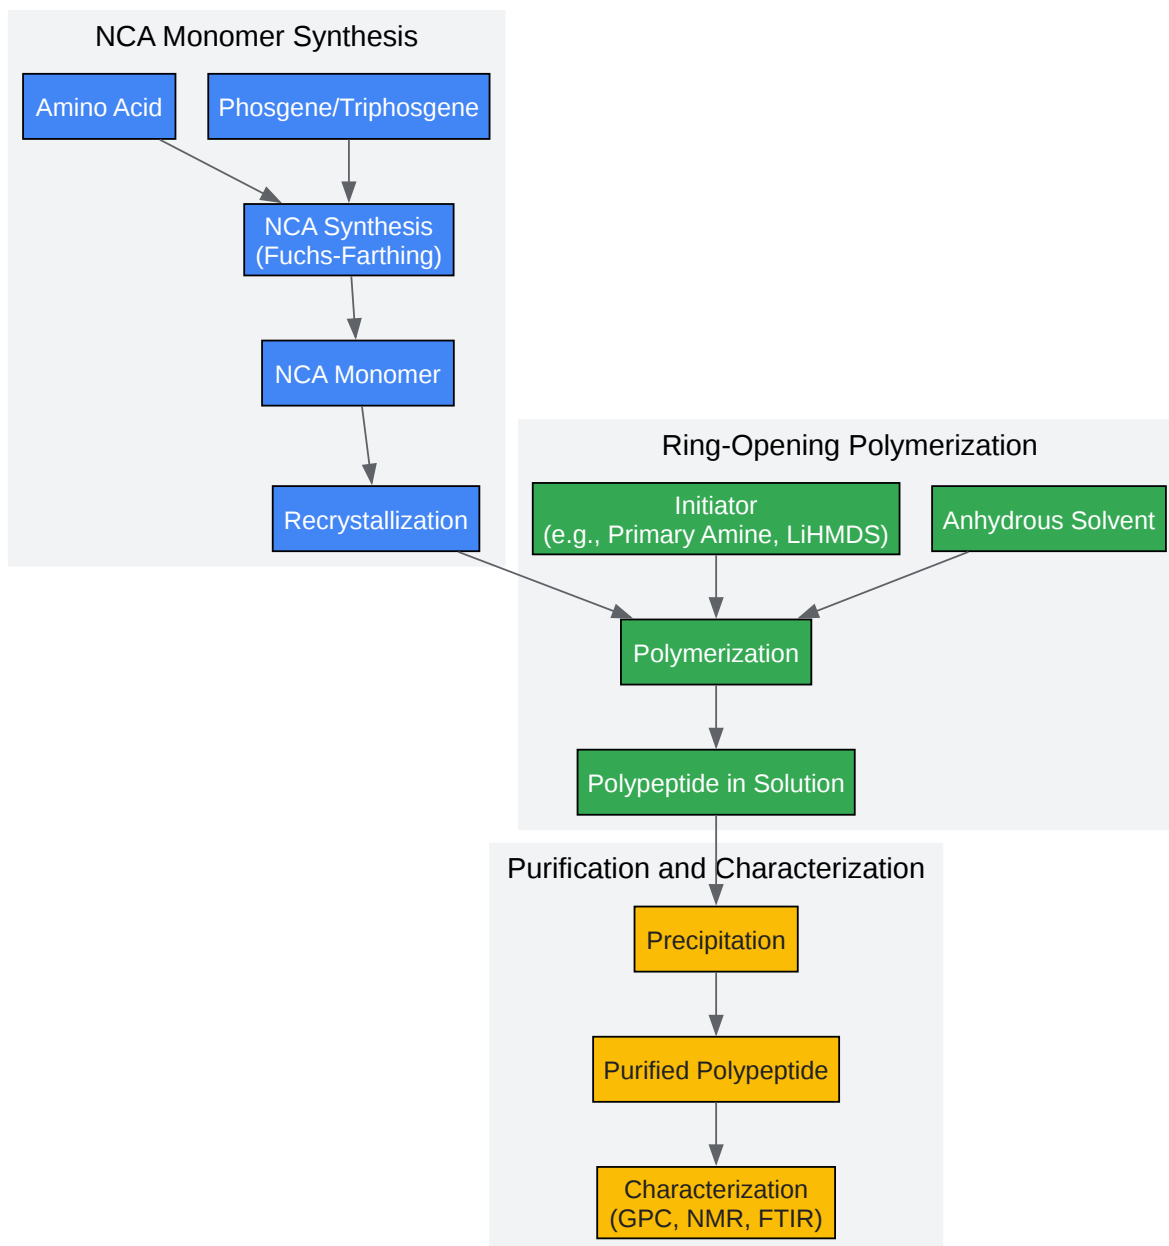 NCA Monomer Synthesis
Amino Acid
Phosgene/Triphosgene
NCA Synthesis
(Fuchs-Farthing)
NCA Monomer
Recrystallization
Ring-Opening Polymerization
Initiator
(e.g., Primary Amine, LiHMDS)
Anhydrous Solvent
Polymerization
Polypeptide in Solution
Purification and Characterization
Precipitation
Purified Polypeptide
Characterization
(GPC, NMR, FTIR)